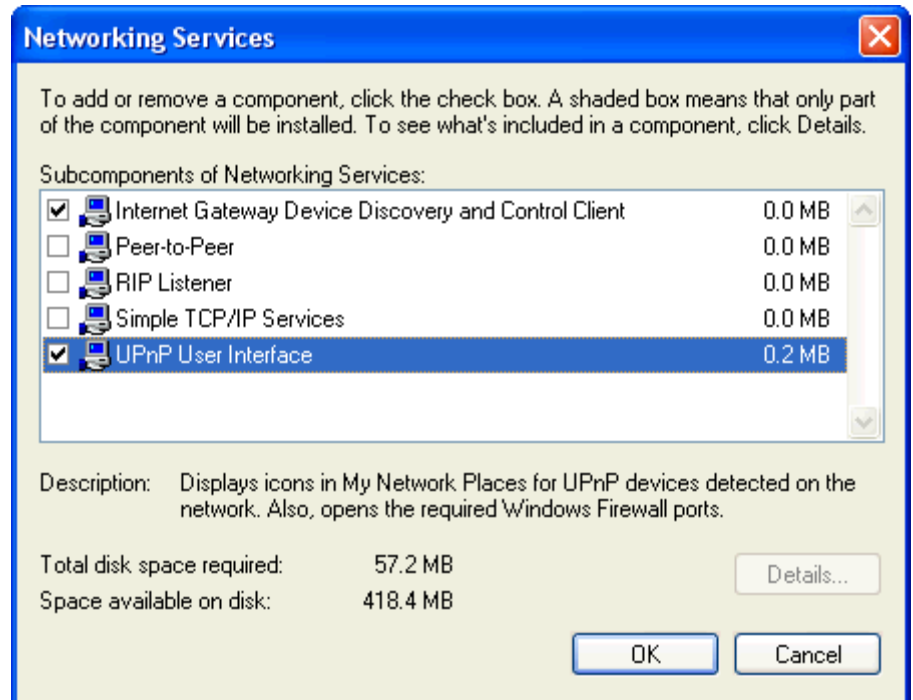 Networking Services
To add or remove a component, click the check box. A shaded box means that only part
of the component will be installed. To see what's included in a component, click Details.
Subcomponents of Networking Services:
Internet Gateway Device Discovery and Control Client 0.0 MB
Peer-to-Peer 0.0 MB
RIP Listener 0.0 MB
Simple TCP/IP Services 0.0 MB
UPnP User Interface 0.2 MB
Description: Displays icons in My Network Places for UPnP devices detected on the
network. Also, opens the required Windows Firewall ports.
Total disk space required: 57.2 MB
Space available on disk: 418.4 MB
Details...
OK Cancel